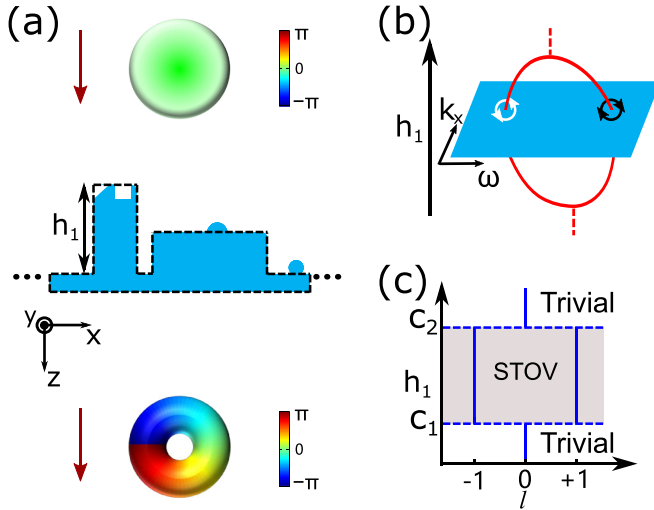 (a)
π
0
−π
h₁
y
x
z
π
0
−π
(b)
h₁
kₓ
ω
(c)
c₂
Trivial
h₁
STOV
c₁
Trivial
-1
0
+1
l